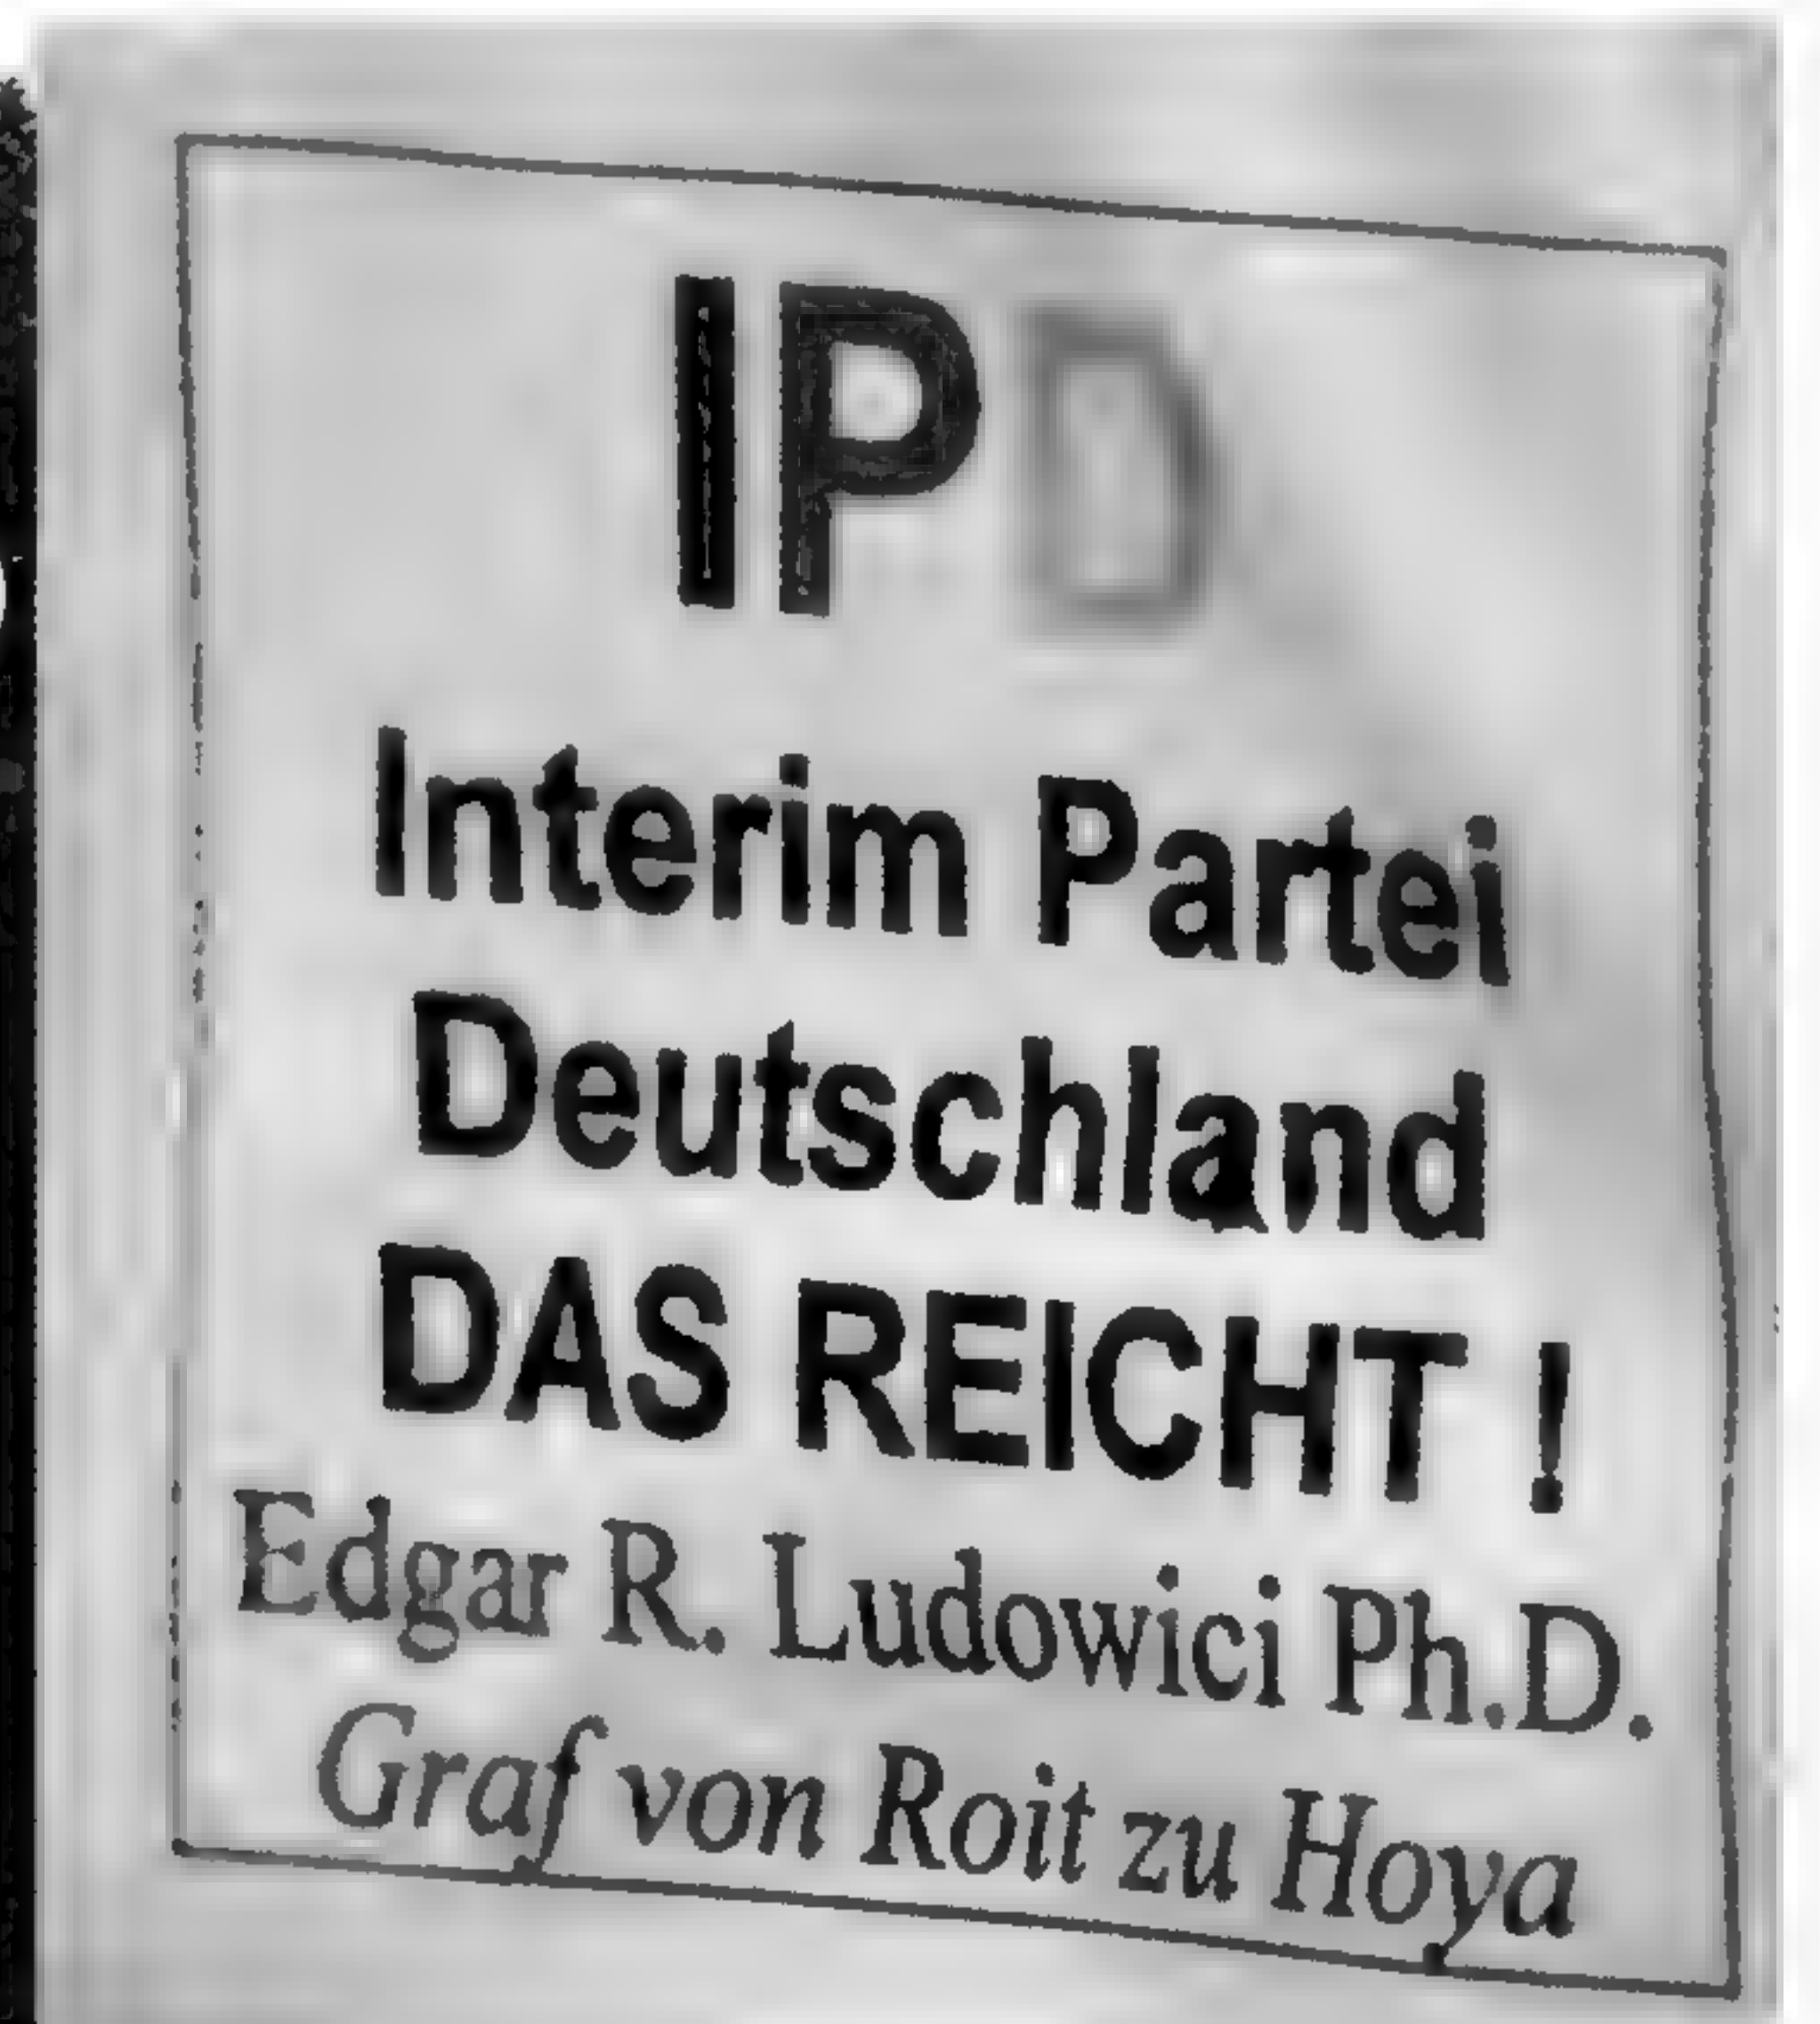 IPD
Interim Partei
Deutschland
DAS REICHT !
Edgar R. Ludowici Ph.D.
Graf von Roit zu Hoya